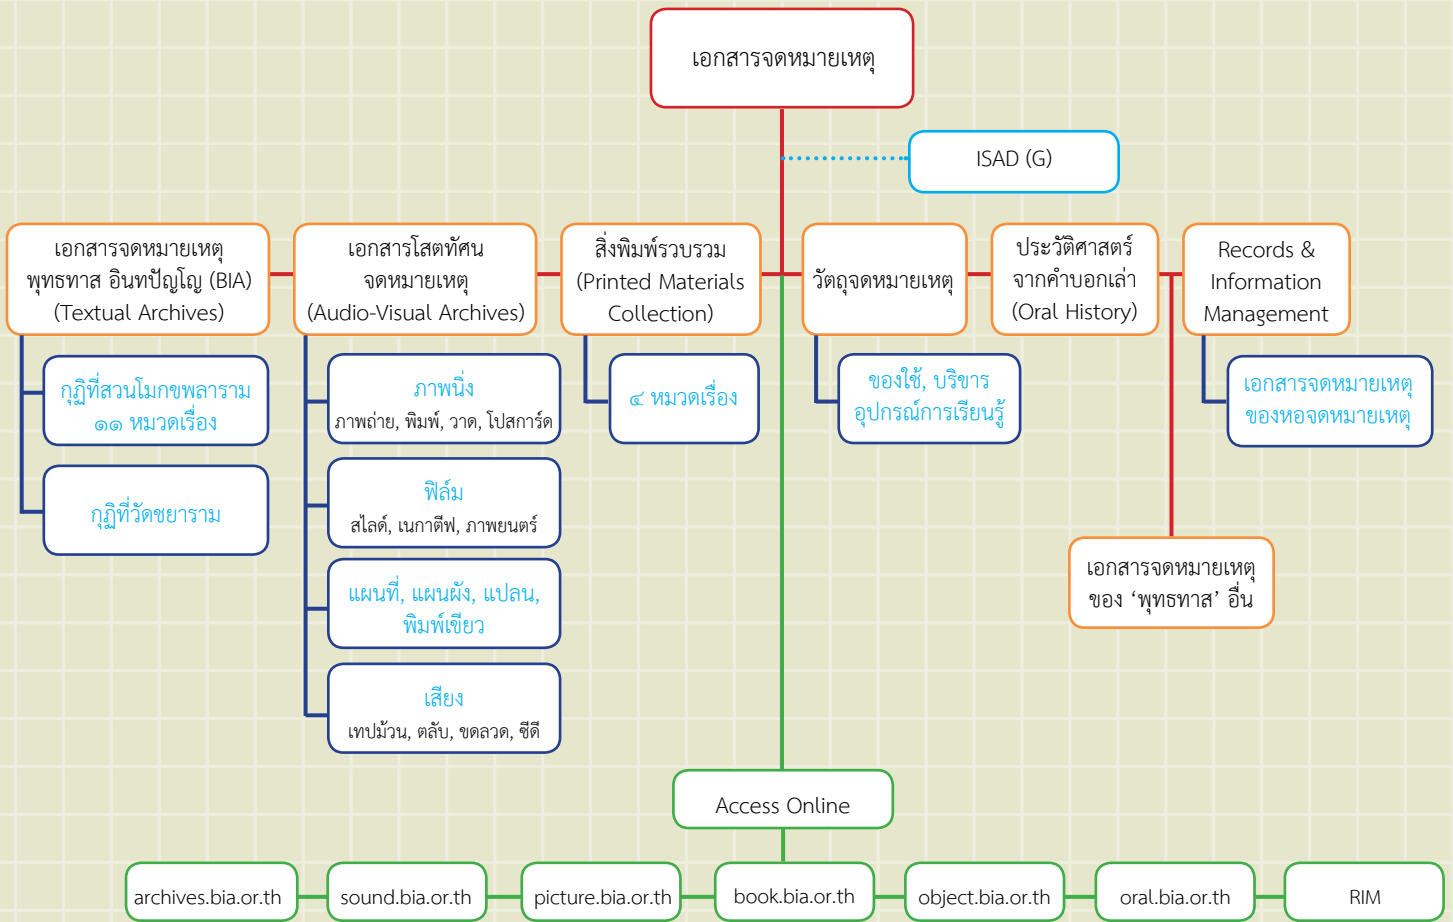 เอกสารจดหมายเหตุ
ISAD (G)
เอกสารจดหมายเหตุ
พุทธทาส อินทปัญโญ (BIA)
(Textual Archives)
เอกสารโสตทัศน
จดหมายเหตุ
(Audio-Visual Archives)
สิ่งพิมพ์รวบรวม
(Printed Materials
Collection)
วัตถุจดหมายเหตุ
ประวัติศาสตร์
จากคำบอกเล่า
(Oral History)
Records &
Information
Management
กุฏิที่สวนโมกขพลาราม
๑๑ หมวดเรื่อง
กุฏิที่วัดชยาราม
ภาพนิ่ง
ภาพถ่าย, พิมพ์, วาด, โปสการ์ด
ฟิล์ม
สไลด์, เนกาตีฟ, ภาพยนตร์
แผนที่, แผนผัง, แปลน,
พิมพ์เขียว
เสียง
เทปม้วน, ตลับ, ขดลวด, ซีดี
๔ หมวดเรื่อง
ของใช้, บริขาร
อุปกรณ์การเรียนรู้
เอกสารจดหมายเหตุ
ของหอจดหมายเหตุ
เอกสารจดหมายเหตุ
ของ ‘พุทธทาส’ อื่น
Access Online
archives.bia.or.th
sound.bia.or.th
picture.bia.or.th
book.bia.or.th
object.bia.or.th
oral.bia.or.th
RIM